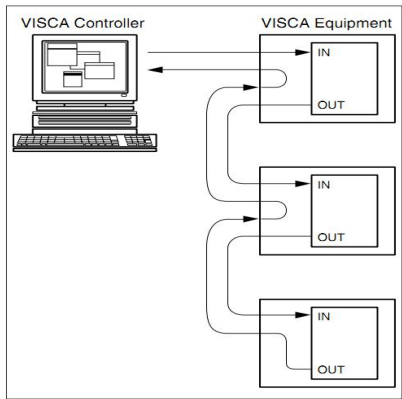 VISCA Controller
VISCA Equipment
IN
OUT
IN
OUT
IN
OUT